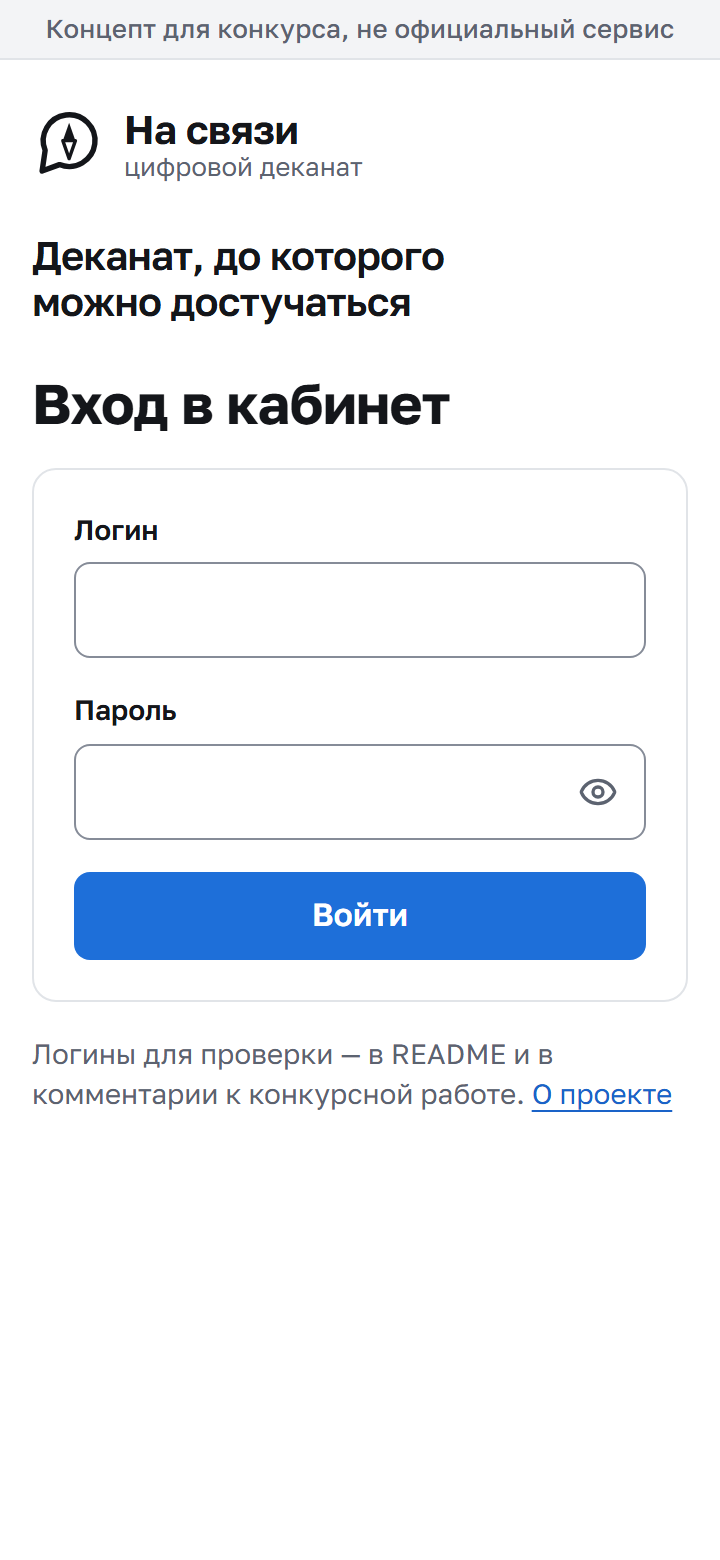 Концепт для конкурса, не официальный сервис
На связи
цифровой деканат
Деканат, до которого
можно достучаться
Вход в кабинет
Логин
Пароль
Войти
Логины для проверки — в README и в
комментарии к конкурсной работе. О проекте